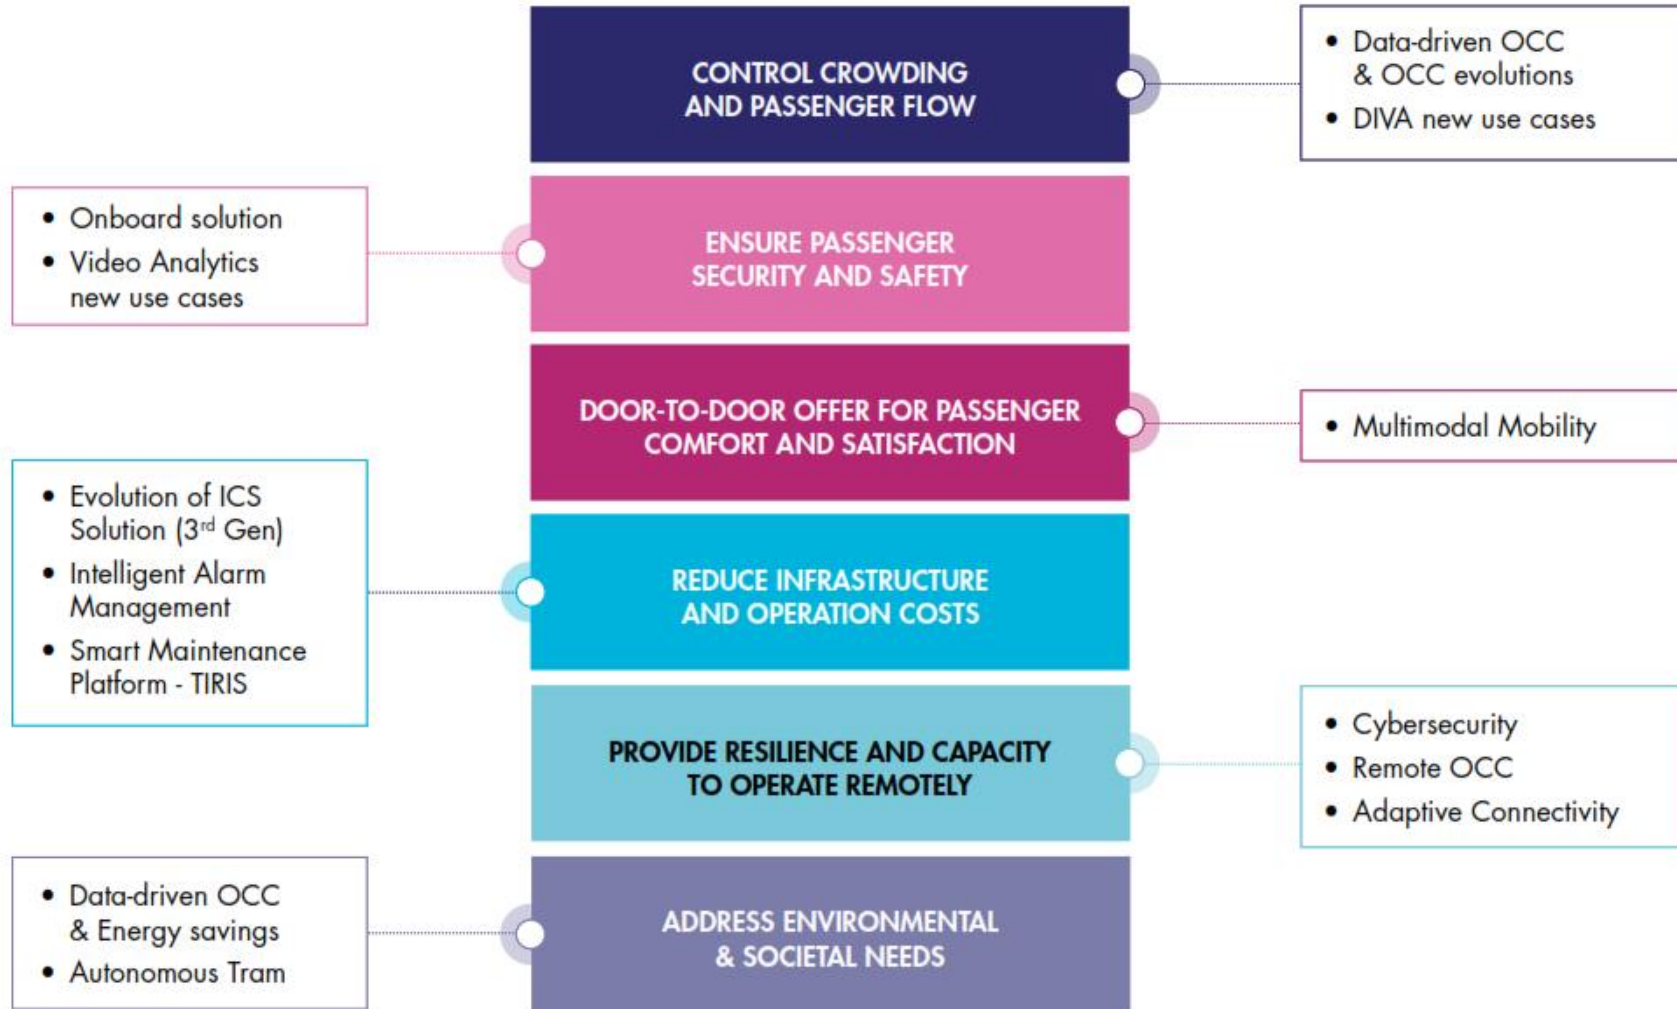 CONTROL CROWDING
AND PASSENGER FLOW
• Data-driven OCC
& OCC evolutions
• DIVA new use cases
• Onboard solution
• Video Analytics
new use cases
ENSURE PASSENGER
SECURITY AND SAFETY
DOOR-TO-DOOR OFFER FOR PASSENGER
COMFORT AND SATISFACTION
• Multimodal Mobility
• Evolution of ICS
Solution (3rd Gen)
• Intelligent Alarm
Management
• Smart Maintenance
Platform - TIRIS
REDUCE INFRASTRUCTURE
AND OPERATION COSTS
PROVIDE RESILIENCE AND CAPACITY
TO OPERATE REMOTELY
• Cybersecurity
• Remote OCC
• Adaptive Connectivity
• Data-driven OCC
& Energy savings
• Autonomous Tram
ADDRESS ENVIRONMENTAL
& SOCIETAL NEEDS